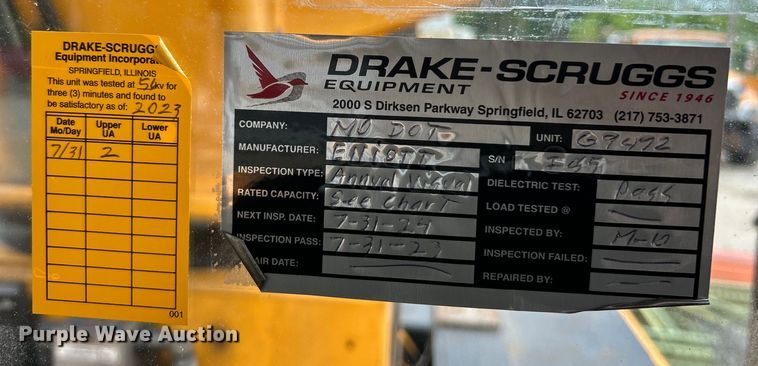 DRAKE-SCRUGGS
Equipment Incorporat
SPRINGFIELD, ILLINOIS
This unit was tested at 56 kv for
three (3) minutes and found to
be satisfactory as of: 2023
Date Mo/Day Upper UA Lower UA
7/31 2
001
DRAKE-SCRUGGS
EQUIPMENT
SINCE 1946
2000 S Dirksen Parkway Springfield, IL 62703 (217) 753-3871
COMPANY: MO DOT UNIT: G9492
MANUFACTURER: Elliott S/N
INSPECTION TYPE: Annual DIELECTRIC TEST: Pass
RATED CAPACITY: See Chart LOAD TESTED @
NEXT INSP. DATE: 7-31-24 INSPECTED BY:
INSPECTION PASS: 7-31-23 INSPECTION FAILED:
AIR DATE: REPAIRED BY:
Purple Wave Auction